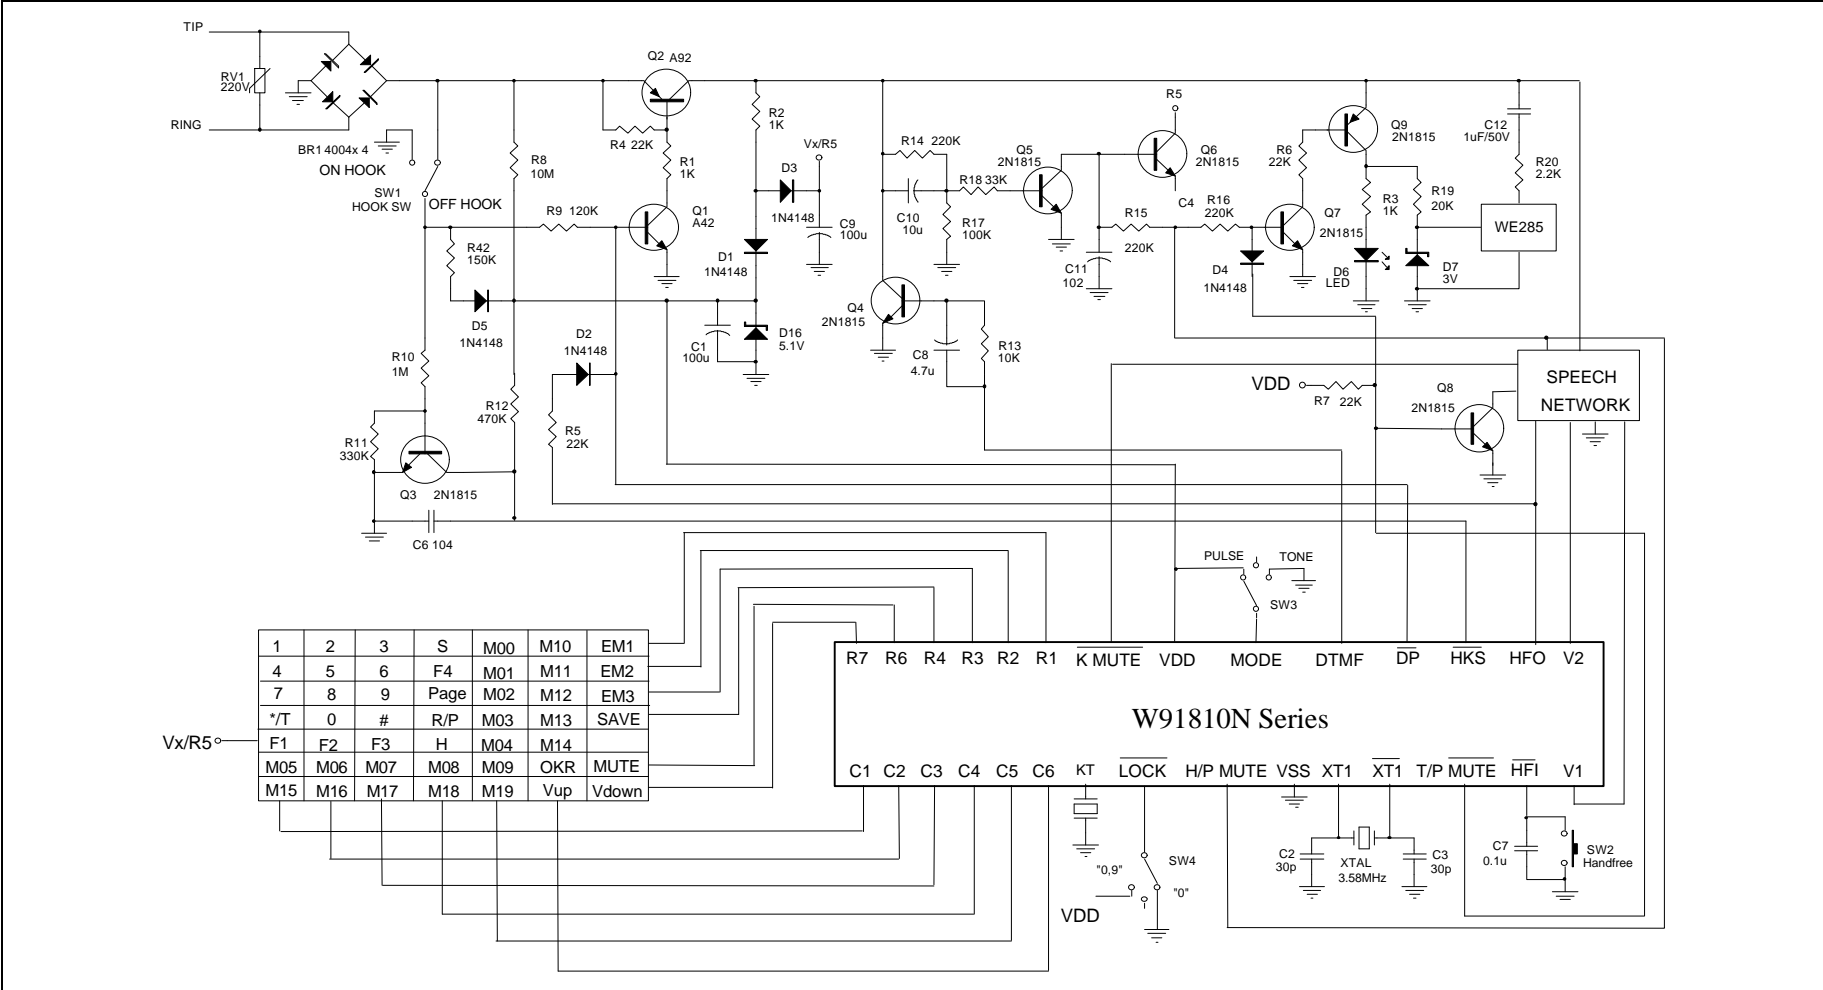 TIP
RV1
220V
RING
BR1 4004x 4
ON HOOK
SW1
HOOK SW
OFF HOOK
R8
10M
Q2 A92
R4 22K
R1
1K
R2
1K
D3
1N4148
Vx/R5
C9
100u
R9 120K
Q1
A42
R42
150K
D5
1N4148
D1
1N4148
D2
1N4148
C1
100u
D16
5.1V
R10
1M
R12
470K
R11
330K
R5
22K
Q3 2N1815
C6 104
R14 220K
R18 33K
C10
10u
R17
100K
Q5
2N1815
R5
Q6
2N1815
C4
R15
220K
R16
220K
C11
102
Q4
2N1815
C8
4.7u
R13
10K
D4
1N4148
R6
22K
Q7
2N1815
Q9
2N1815
R3
1K
R19
20K
D6
LED
D7
3V
C12
1uF/50V
R20
2.2K
WE285
VDD
R7 22K
Q8
2N1815
SPEECH
NETWORK
PULSE
TONE
SW3
1 2 3 S M00 M10 EM1
4 5 6 F4 M01 M11 EM2
7 8 9 Page M02 M12 EM3
*/T 0 # R/P M03 M13 SAVE
F1 F2 F3 H M04 M14
M05 M06 M07 M08 M09 OKR MUTE
M15 M16 M17 M18 M19 Vup Vdown
Vx/R5
R7 R6 R4 R3 R2 R1 K MUTE VDD MODE DTMF DP HKS HFO V2
W91810N Series
C1 C2 C3 C4 C5 C6 KT LOCK H/P MUTE VSS XT1 XT1 T/P MUTE HFI V1
"0,9"
SW4
"0"
VDD
C2
30p
XTAL
3.58MHz
C3
30p
C7
0.1u
SW2
Handfree